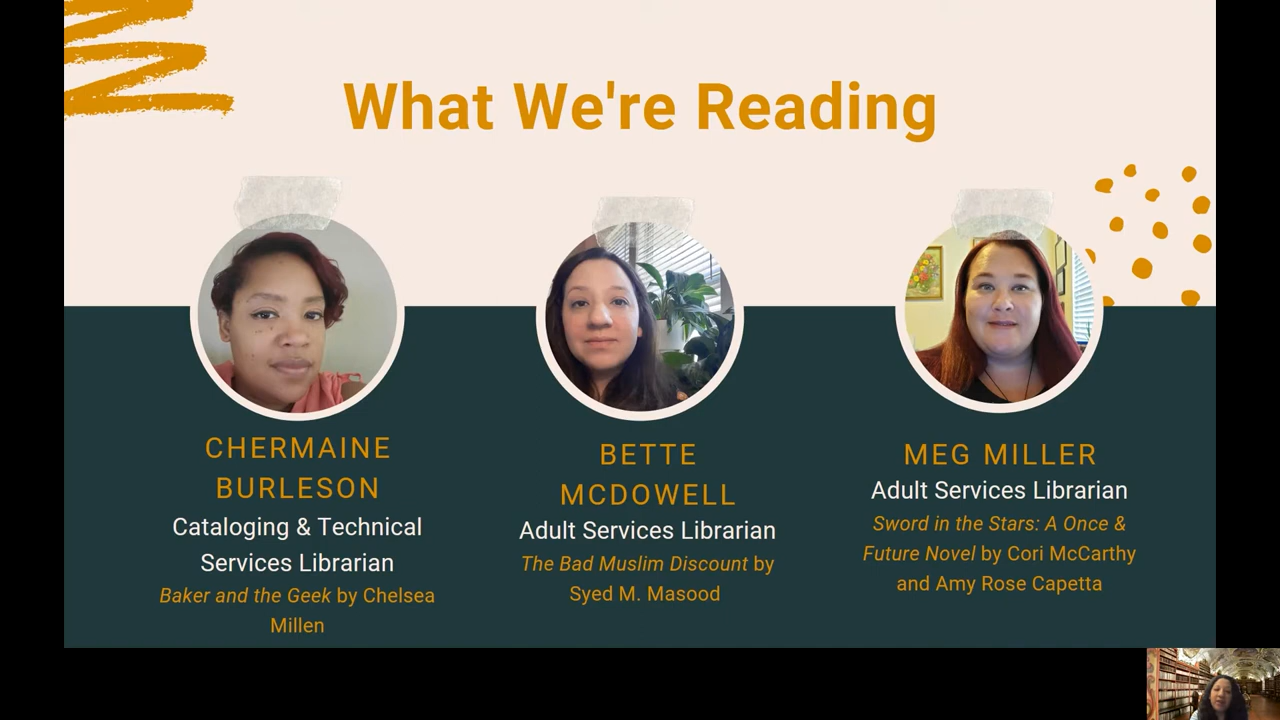 What We're Reading
CHERMAINE
BURLESON
Cataloging & Technical
Services Librarian
Baker and the Geek by Chelsea
Millen
BETTE
MCDOWELL
Adult Services Librarian
The Bad Muslim Discount by
Syed M. Masood
MEG MILLER
Adult Services Librarian
Sword in the Stars: A Once &
Future Novel by Cori McCarthy
and Amy Rose Capetta